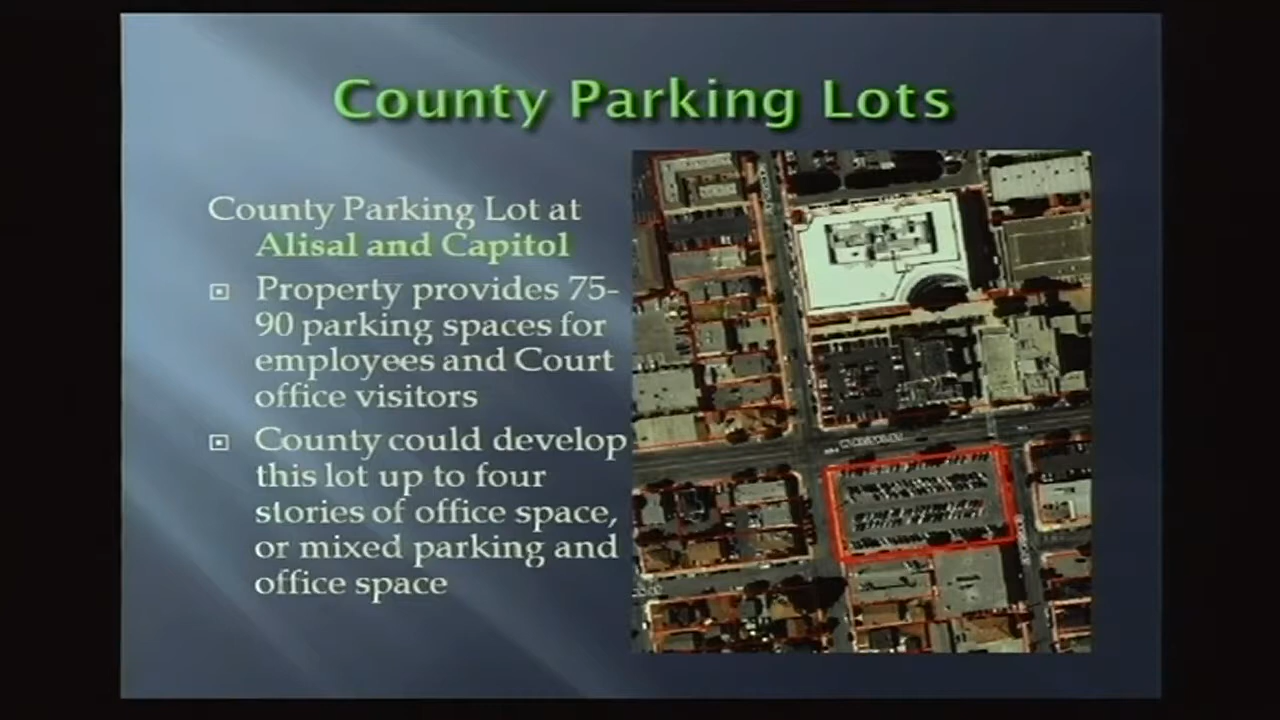 County Parking Lots
County Parking Lot at
Alisal and Capitol
Property provides 75-
90 parking spaces for
employees and Court
office visitors
County could develop
this lot up to four
stories of office space,
or mixed parking and
office space